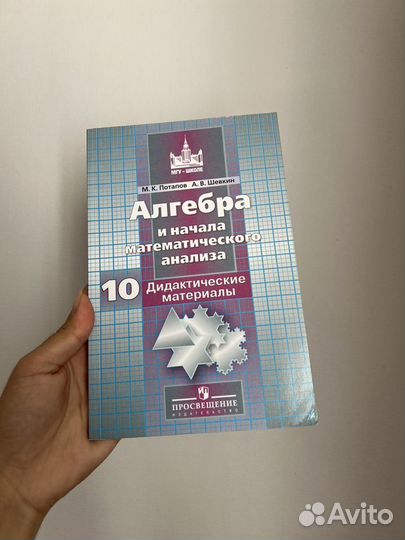 МГУ - ШКОЛЕ
М. К. Потапов А. В. Шевкин
Алгебра
и начала
математического
анализа
10 Дидактические
материалы
ПРОСВЕЩЕНИЕ
ИЗДАТЕЛЬСТВО
Avito